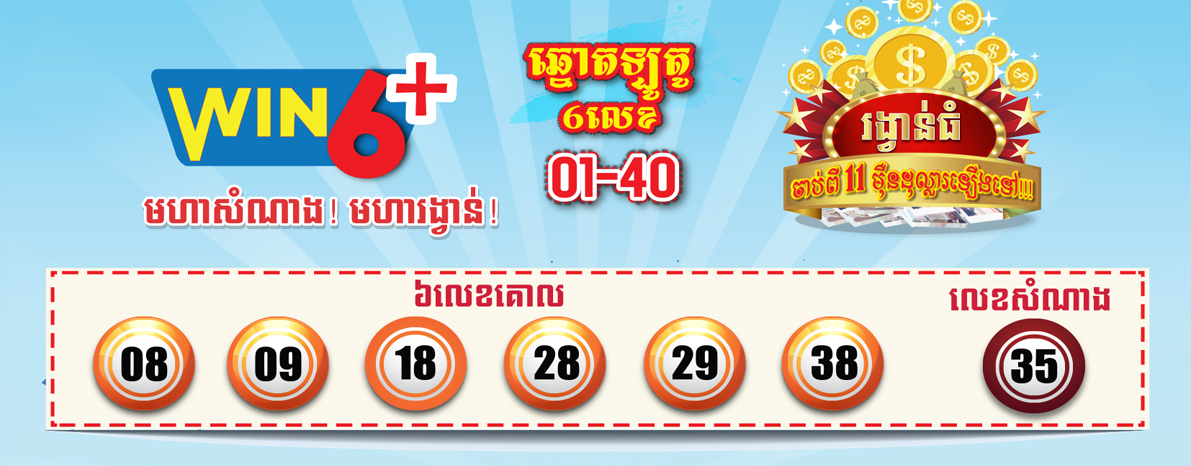 WIN6+
មហាសំណាង! មហារង្វាន់!
ឆ្នោតឡូតូ
6លេខ
01-40
រង្វាន់ធំ
ចាប់ពី 11 ម៉ឺនដុល្លារឡើងទៅ!!!
៦លេខគោល
លេខសំណាង
08 09 18 28 29 38 35